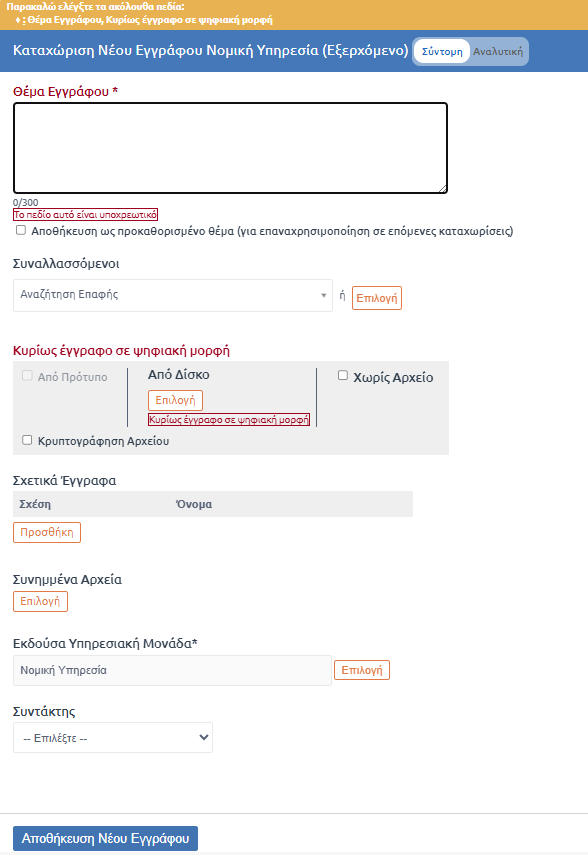 Παρακαλώ ελέγξτε τα ακόλουθα πεδία:
♦ : Θέμα Εγγράφου, Κυρίως έγγραφο σε ψηφιακή μορφή
Καταχώριση Νέου Εγγράφου Νομική Υπηρεσία (Εξερχόμενο) Σύντομη Αναλυτική
Θέμα Εγγράφου *
0/300
Το πεδίο αυτό είναι υποχρεωτικό
Αποθήκευση ως προκαθορισμένο θέμα (για επαναχρησιμοποίηση σε επόμενες καταχωρίσεις)
Συναλλασσόμενοι
Αναζήτηση Επαφής ή Επιλογή
Κυρίως έγγραφο σε ψηφιακή μορφή
Από Πρότυπο Από Δίσκο Χωρίς Αρχείο
Επιλογή
Κυρίως έγγραφο σε ψηφιακή μορφή
Κρυπτογράφηση Αρχείου
Σχετικά Έγγραφα
Σχέση Όνομα
Προσθήκη
Συνημμένα Αρχεία
Επιλογή
Εκδούσα Υπηρεσιακή Μονάδα*
Νομική Υπηρεσία Επιλογή
Συντάκτης
-- Επιλέξτε --
Αποθήκευση Νέου Εγγράφου